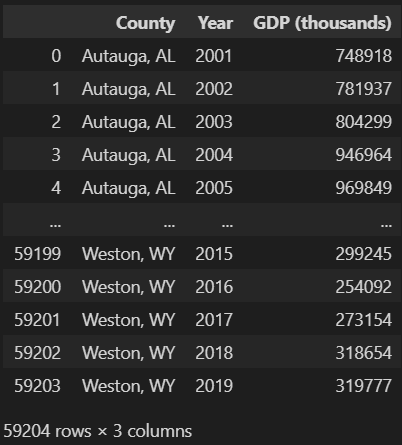 County Year GDP (thousands)
0 Autauga, AL 2001 748918
1 Autauga, AL 2002 781937
2 Autauga, AL 2003 804299
3 Autauga, AL 2004 946964
4 Autauga, AL 2005 969849
... ... ... ...
59199 Weston, WY 2015 299245
59200 Weston, WY 2016 254092
59201 Weston, WY 2017 273154
59202 Weston, WY 2018 318654
59203 Weston, WY 2019 319777
59204 rows × 3 columns